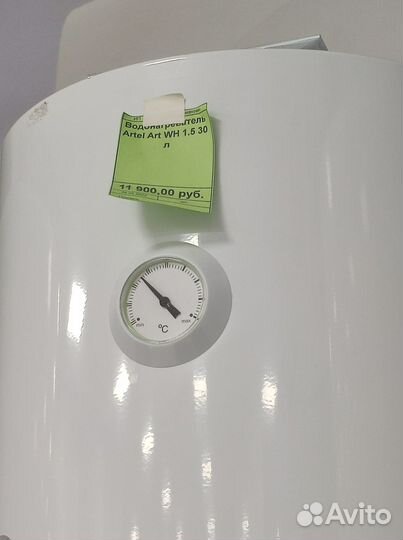 Водонагреватель
Artel Art WH 1.5 30
л
11 900,00 руб.
min
max
°C
Avito